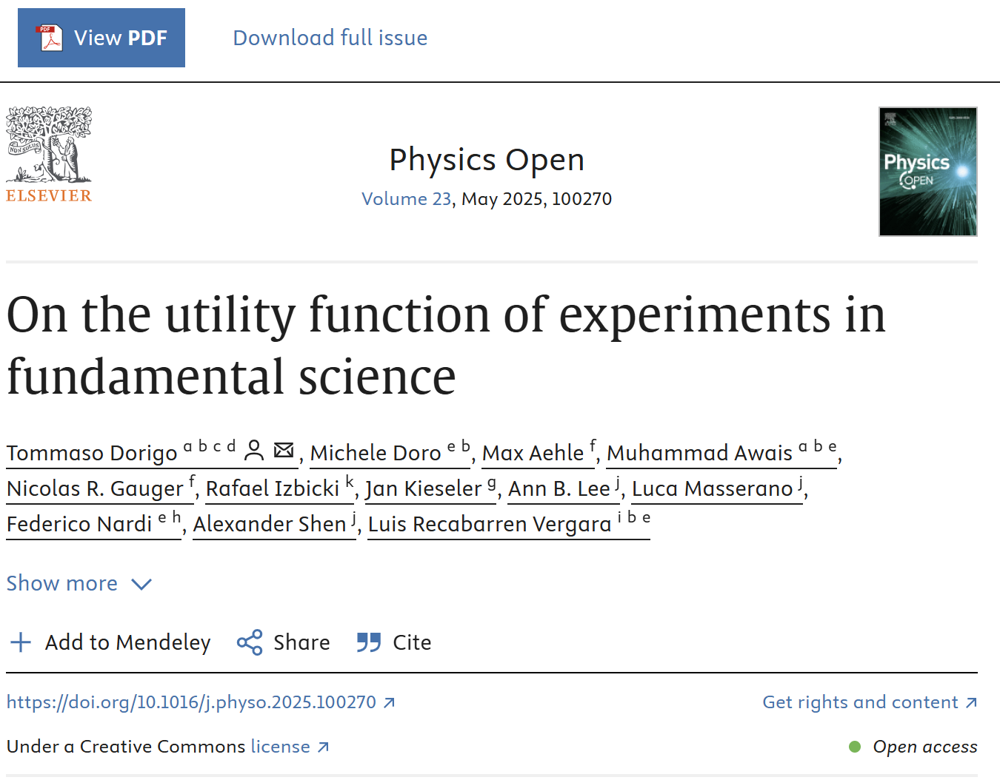 PDF
View PDF
Download full issue
NON SOLUS
ELSEVIER
Physics Open
Volume 23, May 2025, 100270
Physics
OPEN
On the utility function of experiments in
fundamental science
Tommaso Dorigo a b c d, Michele Doro e b, Max Aehle f, Muhammad Awais a b e,
Nicolas R. Gauger f, Rafael Izbicki k, Jan Kieseler g, Ann B. Lee j, Luca Masserano j,
Federico Nardi e h, Alexander Shen j, Luis Recabarren Vergara i b e
Show more
Add to Mendeley
Share
Cite
https://doi.org/10.1016/j.physo.2025.100270
Get rights and content
Under a Creative Commons license
Open access